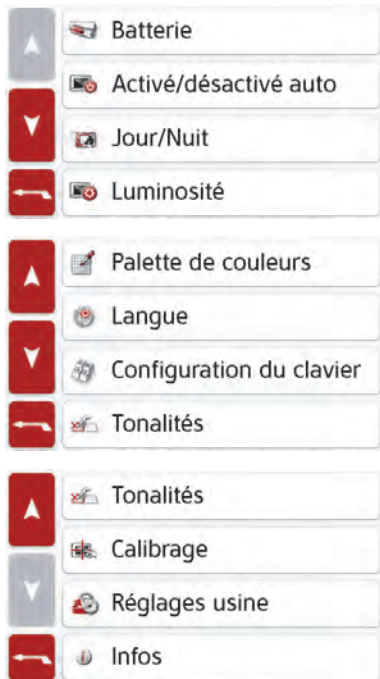 Batterie
Activé/désactivé auto
Jour/Nuit
Luminosité
Palette de couleurs
Langue
Configuration du clavier
Tonalités
Tonalités
Calibrage
Réglages usine
Infos